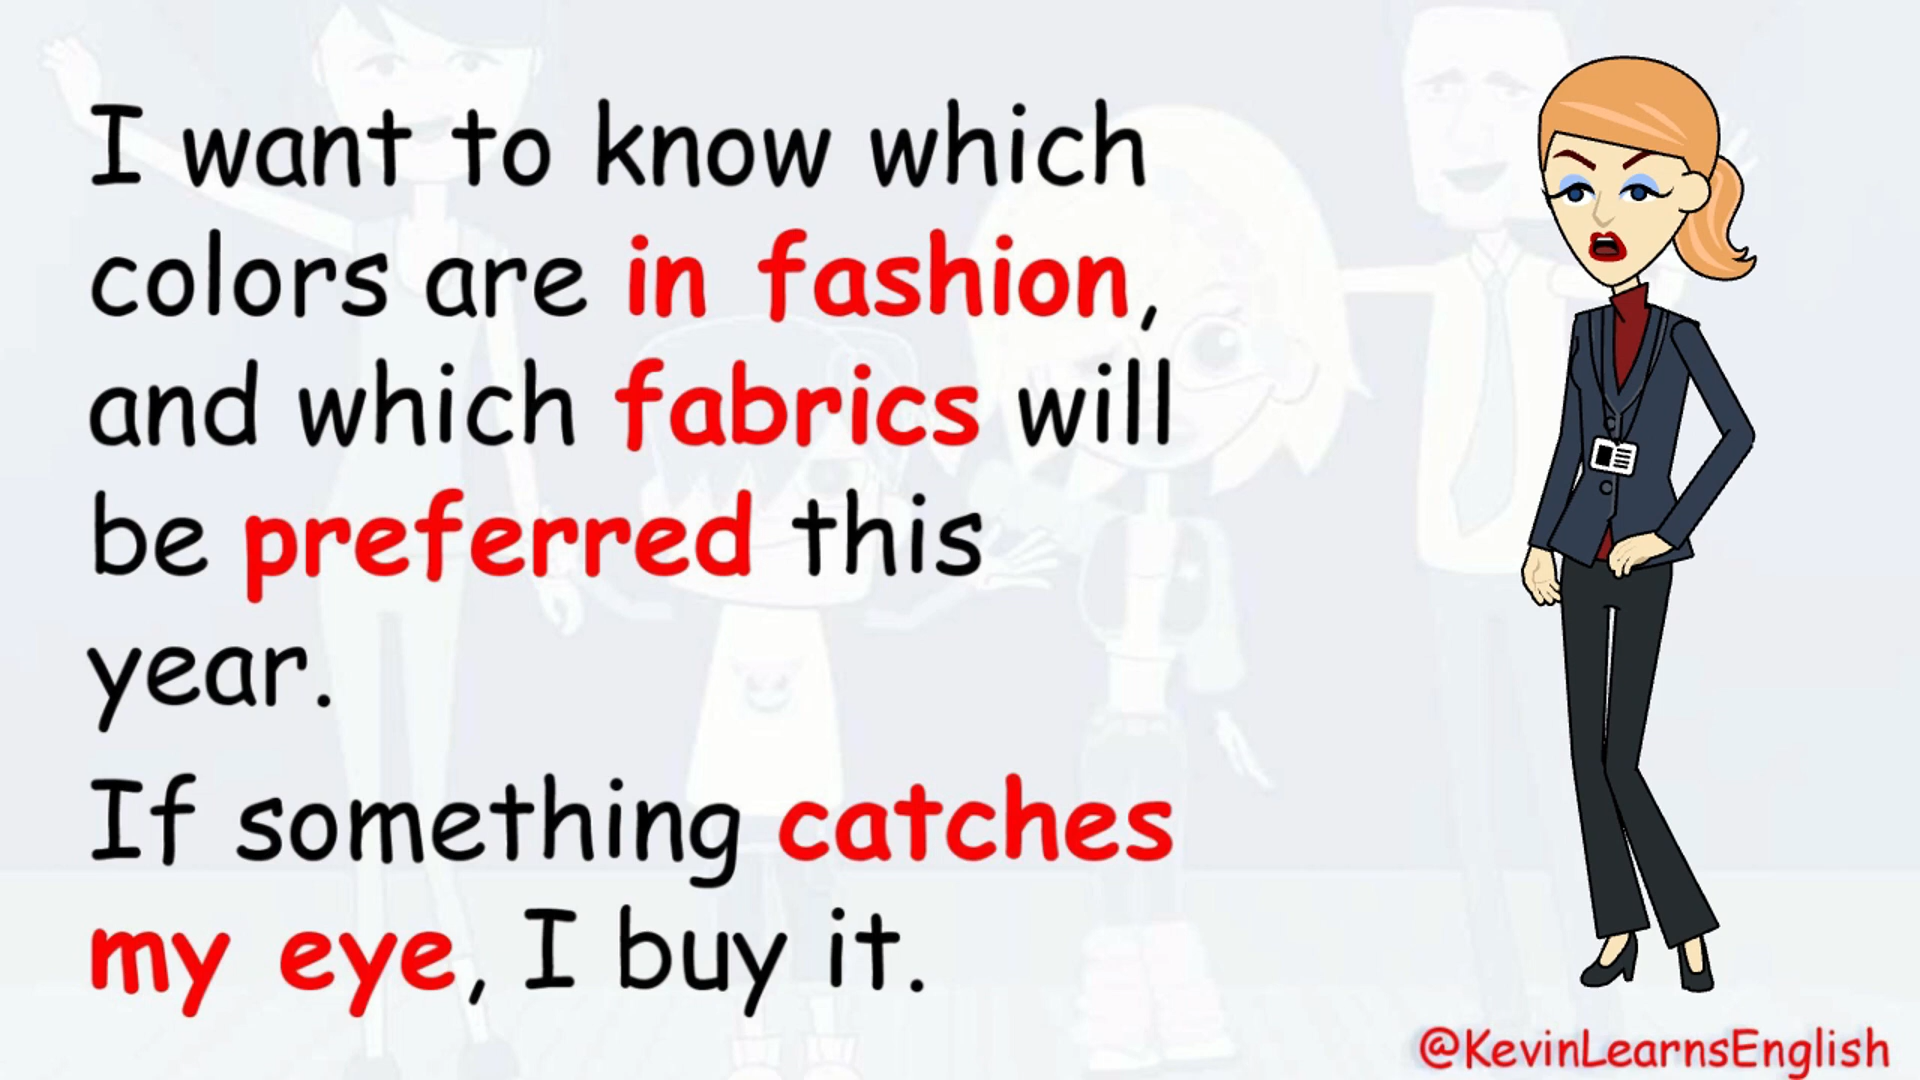 I want to know which
colors are in fashion,
and which fabrics will
be preferred this
year.
If something catches
my eye, I buy it.
@KevinLearnsEnglish